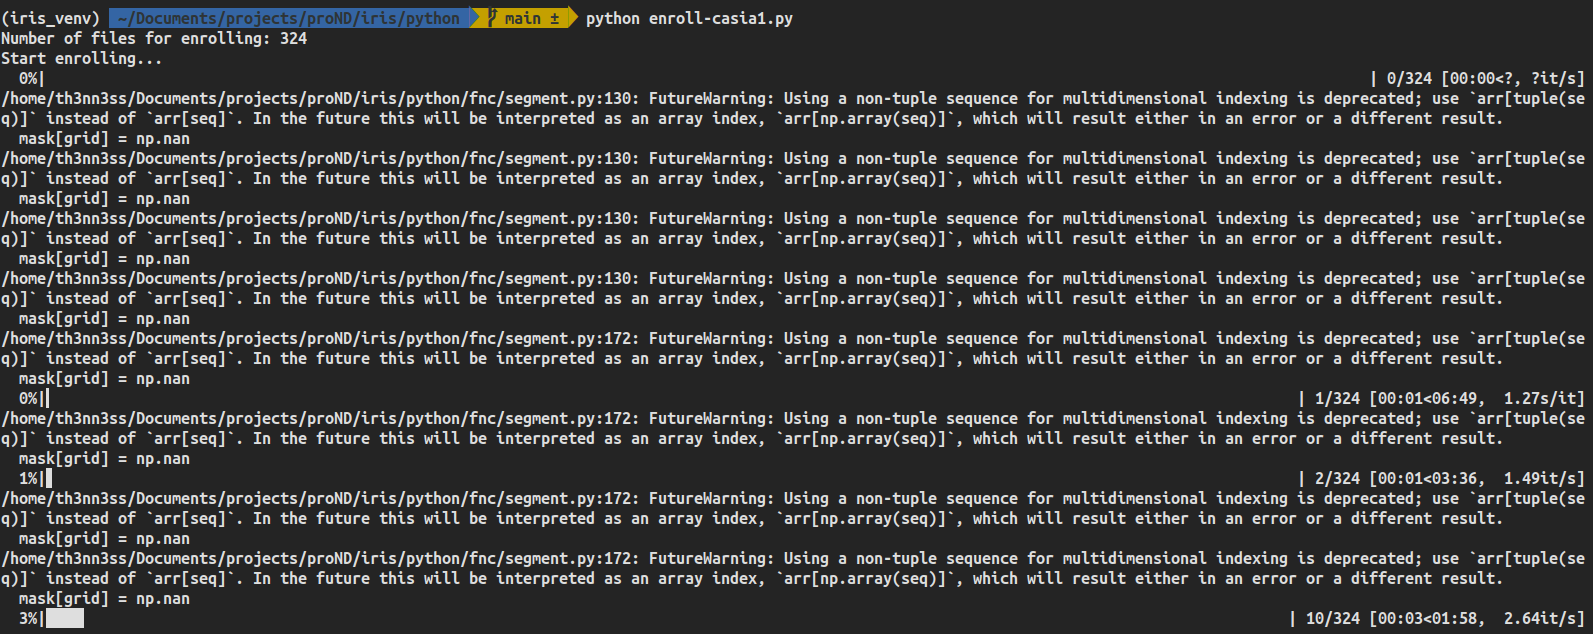 (iris_venv) ~/Documents/projects/proND/iris/python main ± python enroll-casia1.py
Number of files for enrolling: 324
Start enrolling...
0%| | 0/324 [00:00<?, ?it/s]
/home/th3nn3ss/Documents/projects/proND/iris/python/fnc/segment.py:130: FutureWarning: Using a non-tuple sequence for multidimensional indexing is deprecated; use `arr[tuple(se
q)]` instead of `arr[seq]`. In the future this will be interpreted as an array index, `arr[np.array(seq)]`, which will result either in an error or a different result.
mask[grid] = np.nan
/home/th3nn3ss/Documents/projects/proND/iris/python/fnc/segment.py:130: FutureWarning: Using a non-tuple sequence for multidimensional indexing is deprecated; use `arr[tuple(se
q)]` instead of `arr[seq]`. In the future this will be interpreted as an array index, `arr[np.array(seq)]`, which will result either in an error or a different result.
mask[grid] = np.nan
/home/th3nn3ss/Documents/projects/proND/iris/python/fnc/segment.py:130: FutureWarning: Using a non-tuple sequence for multidimensional indexing is deprecated; use `arr[tuple(se
q)]` instead of `arr[seq]`. In the future this will be interpreted as an array index, `arr[np.array(seq)]`, which will result either in an error or a different result.
mask[grid] = np.nan
/home/th3nn3ss/Documents/projects/proND/iris/python/fnc/segment.py:130: FutureWarning: Using a non-tuple sequence for multidimensional indexing is deprecated; use `arr[tuple(se
q)]` instead of `arr[seq]`. In the future this will be interpreted as an array index, `arr[np.array(seq)]`, which will result either in an error or a different result.
mask[grid] = np.nan
/home/th3nn3ss/Documents/projects/proND/iris/python/fnc/segment.py:172: FutureWarning: Using a non-tuple sequence for multidimensional indexing is deprecated; use `arr[tuple(se
q)]` instead of `arr[seq]`. In the future this will be interpreted as an array index, `arr[np.array(seq)]`, which will result either in an error or a different result.
mask[grid] = np.nan
0%| | 1/324 [00:01<06:49, 1.27s/it]
/home/th3nn3ss/Documents/projects/proND/iris/python/fnc/segment.py:172: FutureWarning: Using a non-tuple sequence for multidimensional indexing is deprecated; use `arr[tuple(se
q)]` instead of `arr[seq]`. In the future this will be interpreted as an array index, `arr[np.array(seq)]`, which will result either in an error or a different result.
mask[grid] = np.nan
1%| | 2/324 [00:01<03:36, 1.49it/s]
/home/th3nn3ss/Documents/projects/proND/iris/python/fnc/segment.py:172: FutureWarning: Using a non-tuple sequence for multidimensional indexing is deprecated; use `arr[tuple(se
q)]` instead of `arr[seq]`. In the future this will be interpreted as an array index, `arr[np.array(seq)]`, which will result either in an error or a different result.
mask[grid] = np.nan
/home/th3nn3ss/Documents/projects/proND/iris/python/fnc/segment.py:172: FutureWarning: Using a non-tuple sequence for multidimensional indexing is deprecated; use `arr[tuple(se
q)]` instead of `arr[seq]`. In the future this will be interpreted as an array index, `arr[np.array(seq)]`, which will result either in an error or a different result.
mask[grid] = np.nan
3%| | 10/324 [00:03<01:58, 2.64it/s]